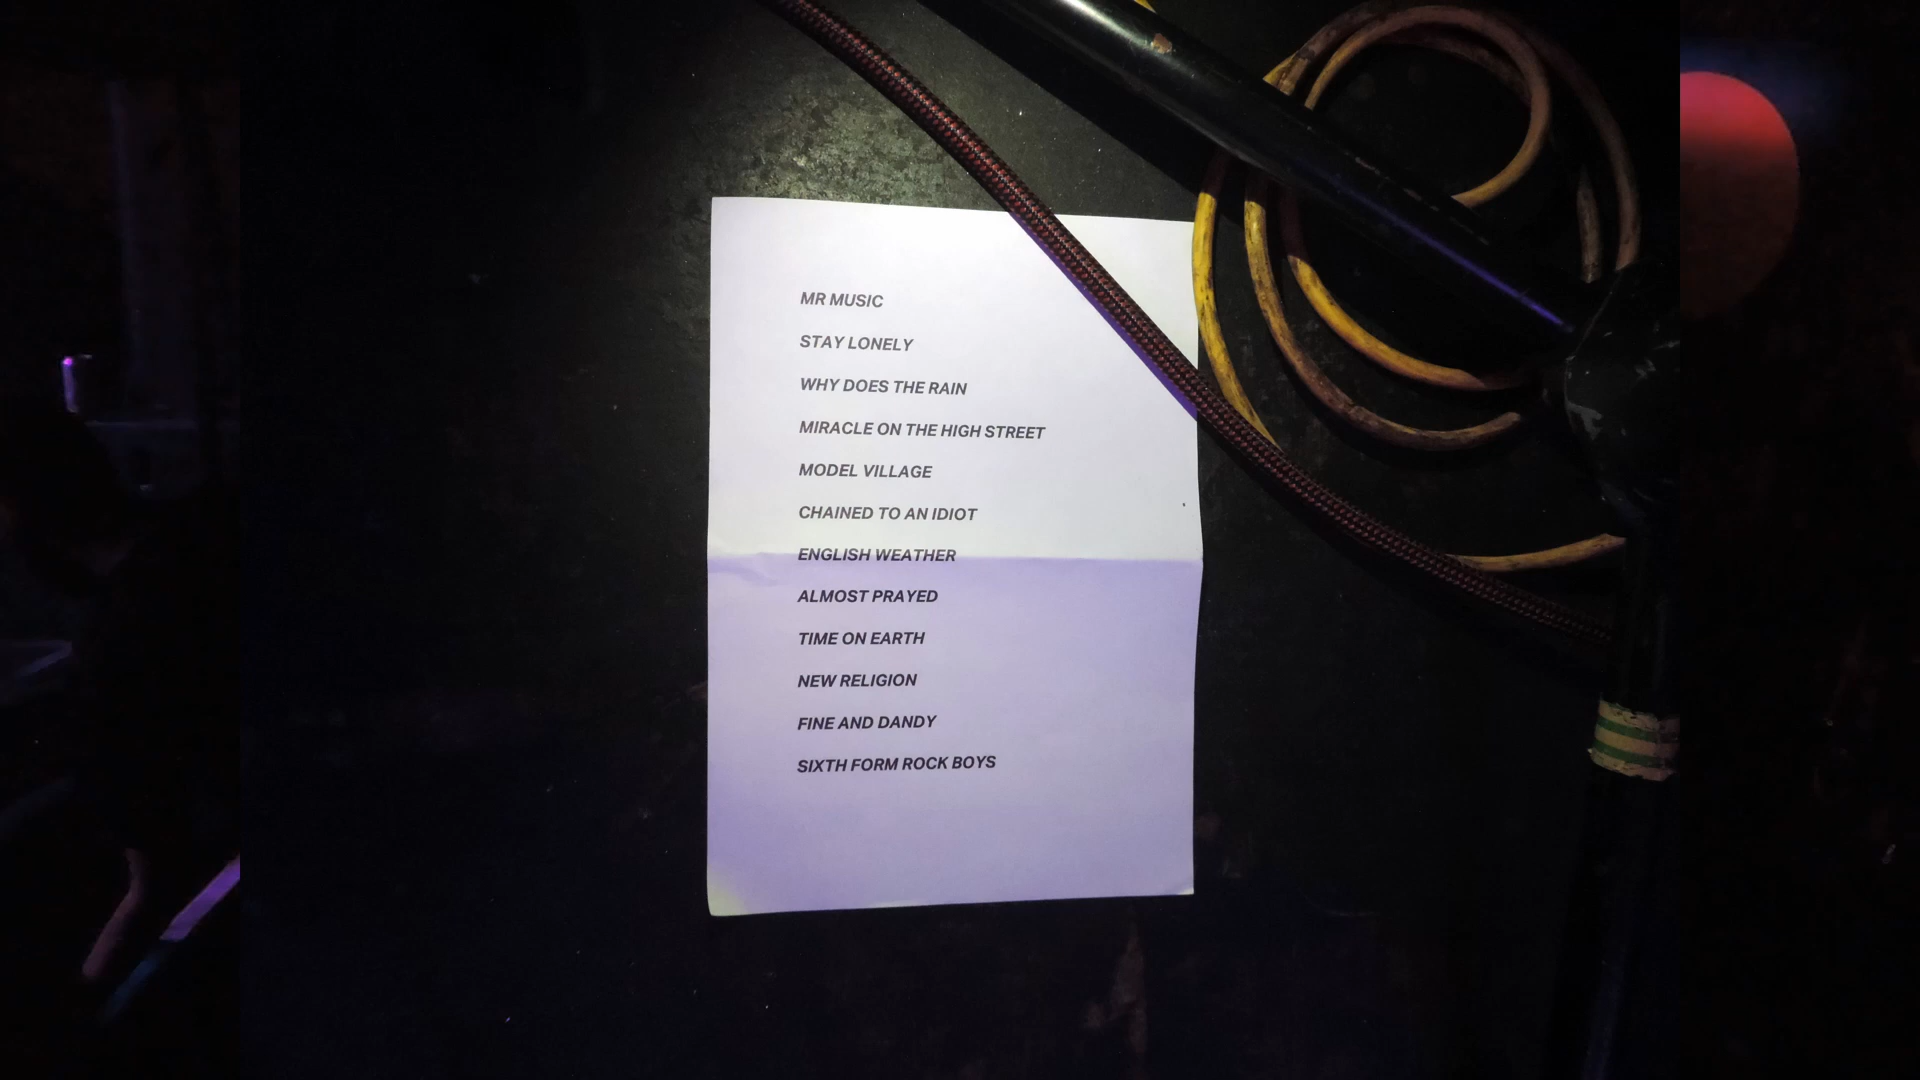 MR MUSIC
STAY LONELY
WHY DOES THE RAIN
MIRACLE ON THE HIGH STREET
MODEL VILLAGE
CHAINED TO AN IDIOT
ENGLISH WEATHER
ALMOST PRAYED
TIME ON EARTH
NEW RELIGION
FINE AND DANDY
SIXTH FORM ROCK BOYS